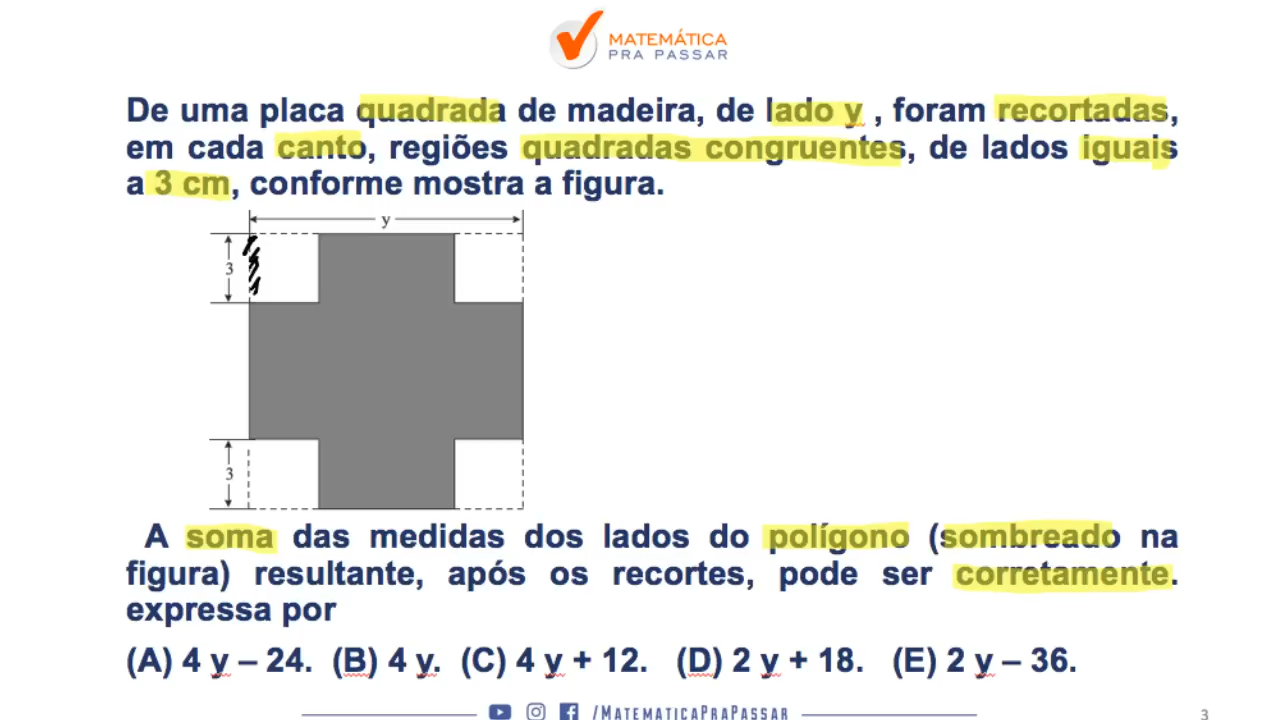 MATEMÁTICA
PRA PASSAR
De uma placa quadrada de madeira, de lado y , foram recortadas,
em cada canto, regiões quadradas congruentes, de lados iguais
a 3 cm, conforme mostra a figura.
y
3
3
A soma das medidas dos lados do polígono (sombreado na
figura) resultante, após os recortes, pode ser corretamente.
expressa por
(A) 4 y – 24. (B) 4 y. (C) 4 y + 12. (D) 2 y + 18. (E) 2 y – 36.
/MATEMATICAPRAPASSAR
3